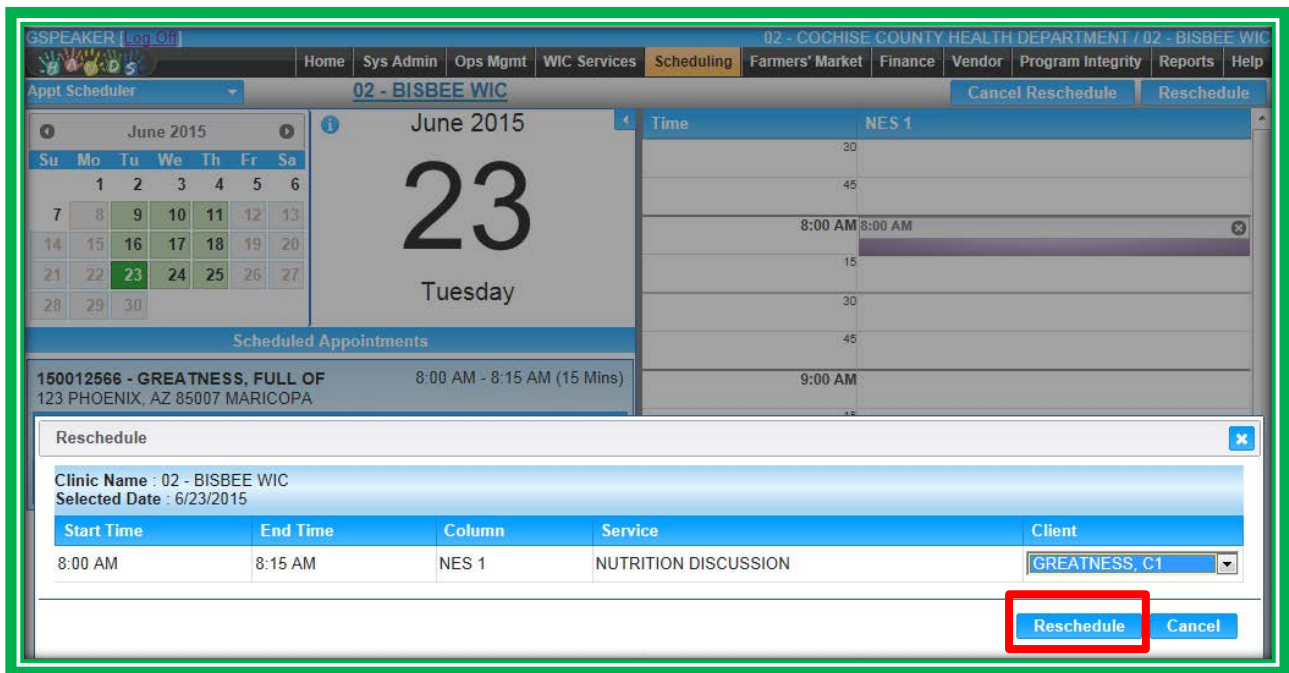 GSPEAKER [Log Off] 02 - COCHISE COUNTY HEALTH DEPARTMENT / 02 - BISBEE WIC
HANDS Home Sys Admin Ops Mgmt WIC Services Scheduling Farmers' Market Finance Vendor Program Integrity Reports Help
Appt Scheduler 02 - BISBEE WIC Cancel Reschedule Reschedule
June 2015
Su Mo Tu We Th Fr Sa
1 2 3 4 5 6
7 8 9 10 11 12 13
14 15 16 17 18 19 20
21 22 23 24 25 26 27
28 29 30
June 2015
23
Tuesday
Time NES 1
30
45
8:00 AM 8:00 AM
15
30
45
9:00 AM
Scheduled Appointments
150012566 - GREATNESS, FULL OF 8:00 AM - 8:15 AM (15 Mins)
123 PHOENIX, AZ 85007 MARICOPA
Reschedule
Clinic Name : 02 - BISBEE WIC
Selected Date : 6/23/2015
Start Time End Time Column Service Client
8:00 AM 8:15 AM NES 1 NUTRITION DISCUSSION GREATNESS, C1
Reschedule Cancel